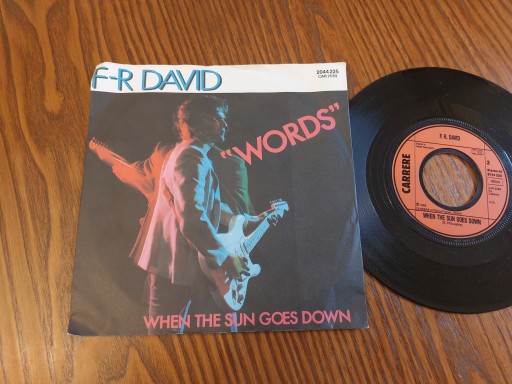 F-R DAVID
2044 225
"WORDS"
WHEN THE SUN GOES DOWN
F. R. DAVID
CARRERE
WHEN THE SUN GOES DOWN